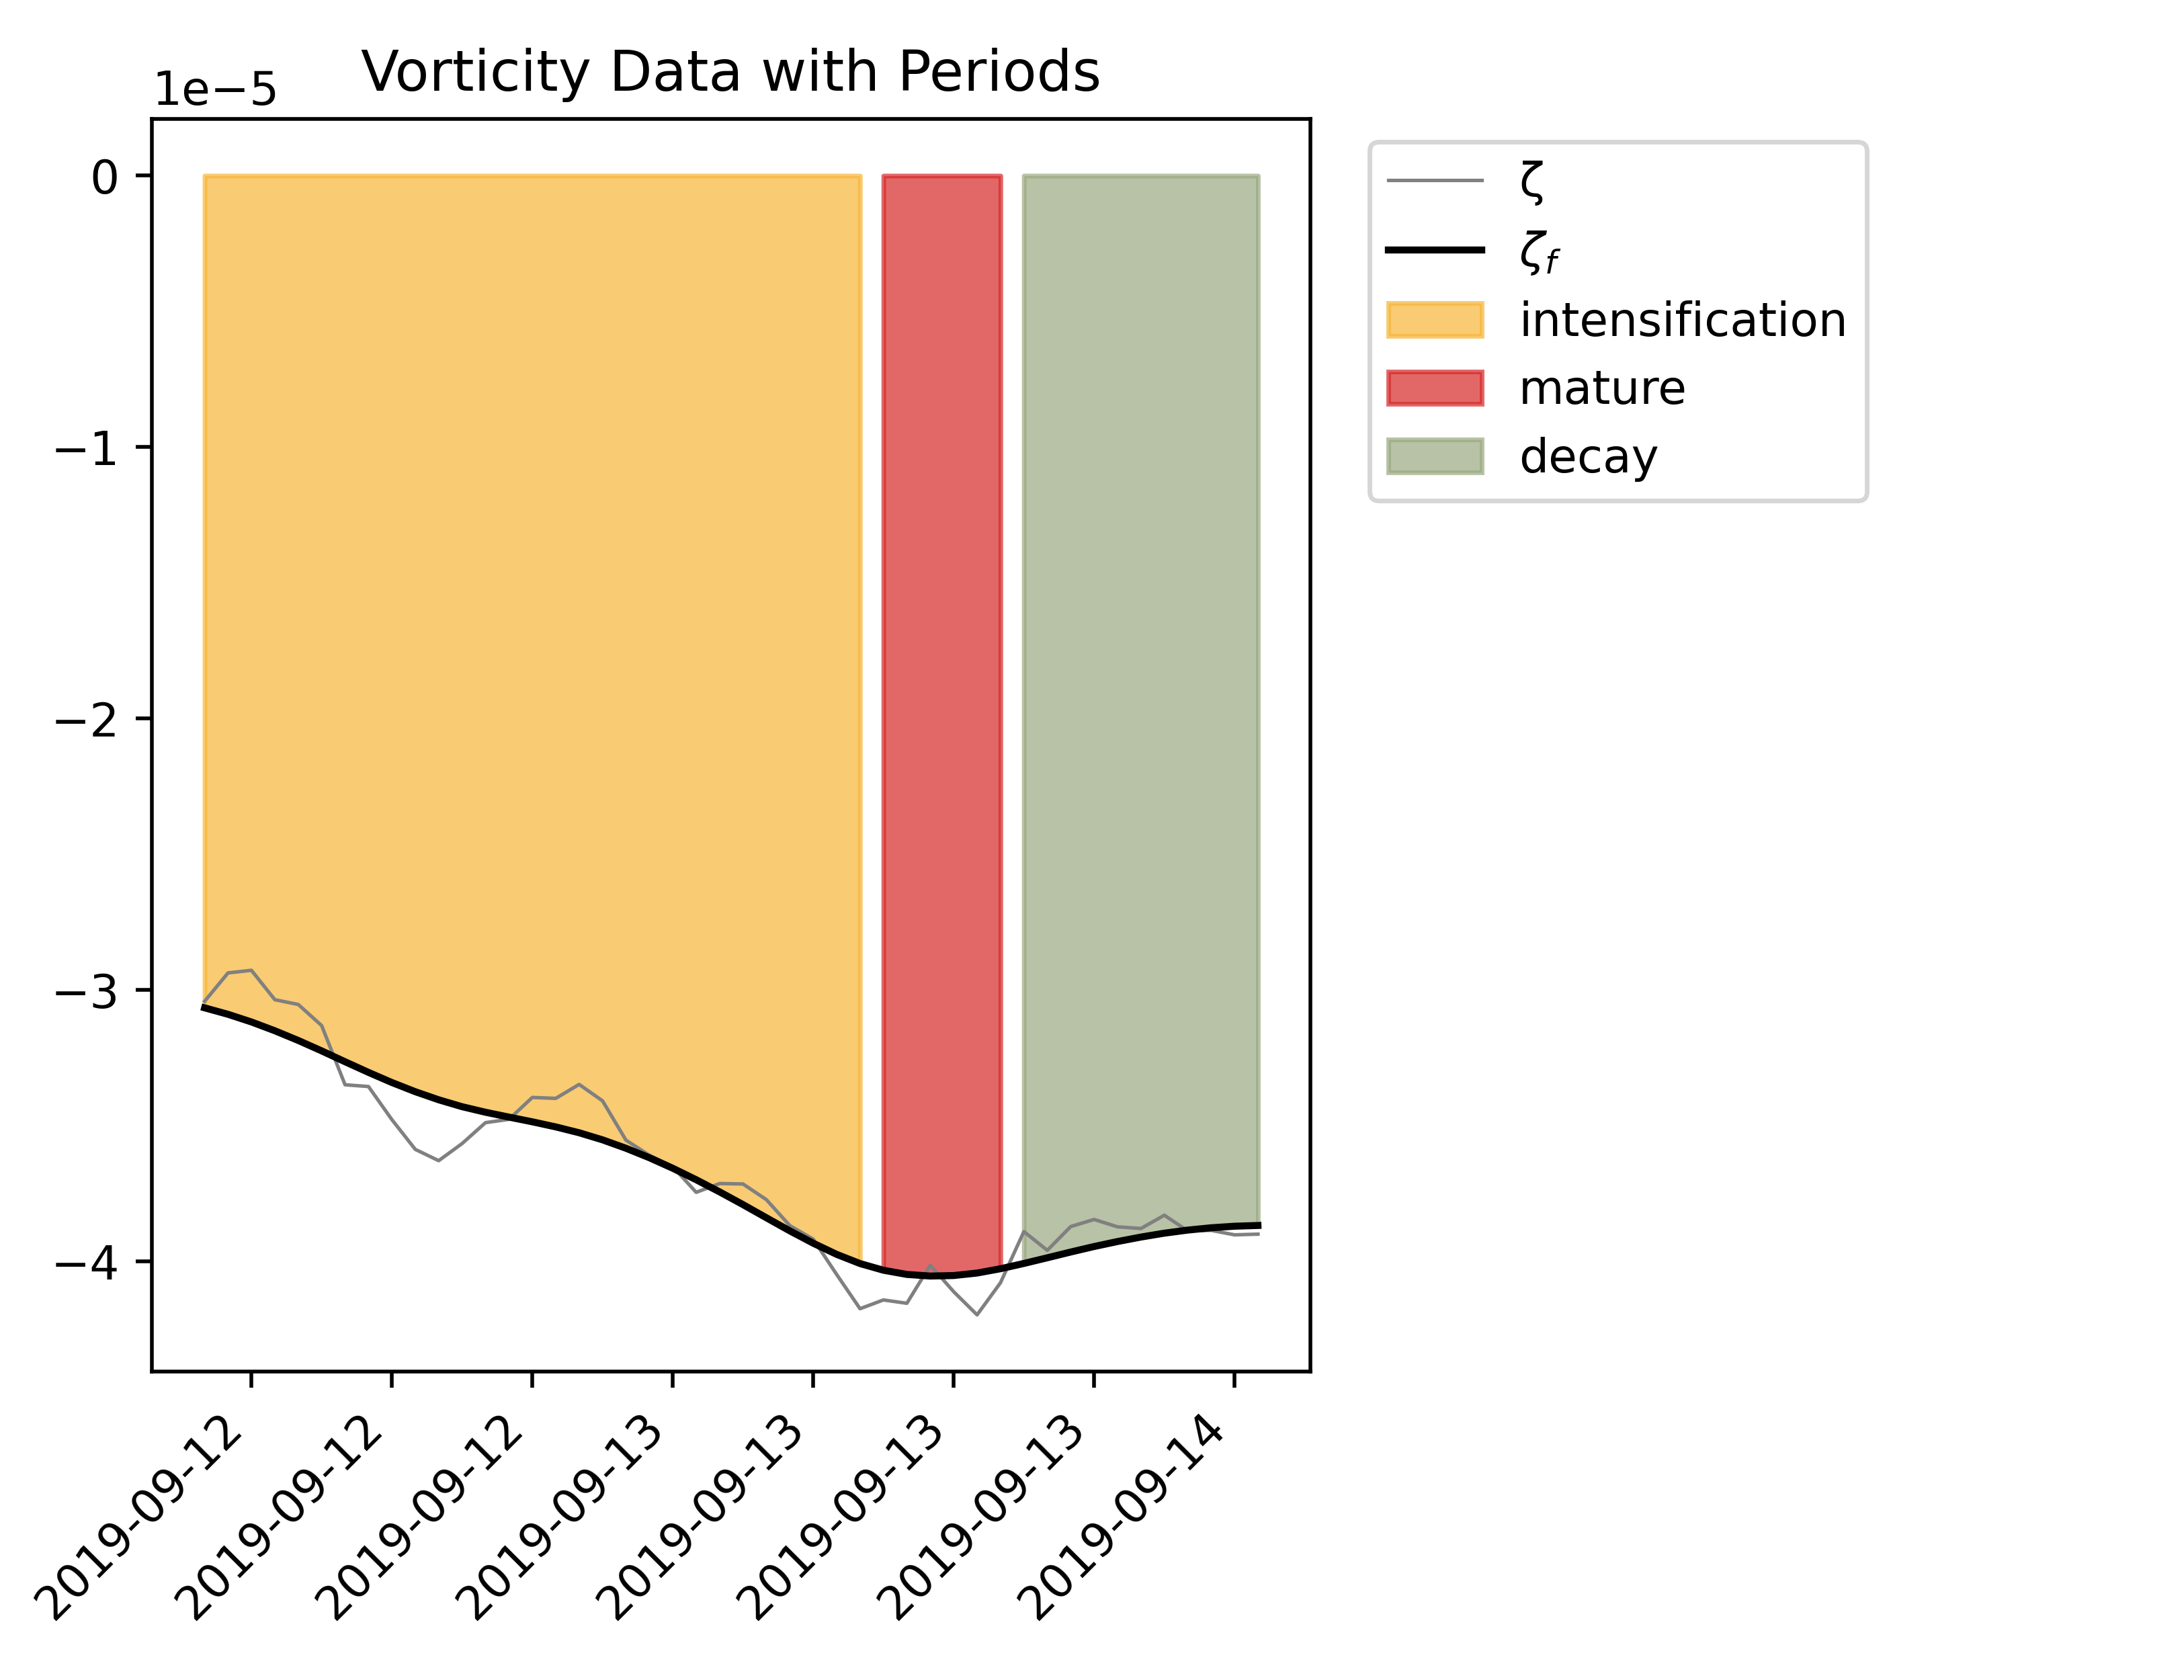 Vorticity Data with Periods
1e−5
0
−1
−2
−3
−4
2019-09-12
2019-09-12
2019-09-12
2019-09-13
2019-09-13
2019-09-13
2019-09-13
2019-09-14
ζ
ζf
intensification
mature
decay